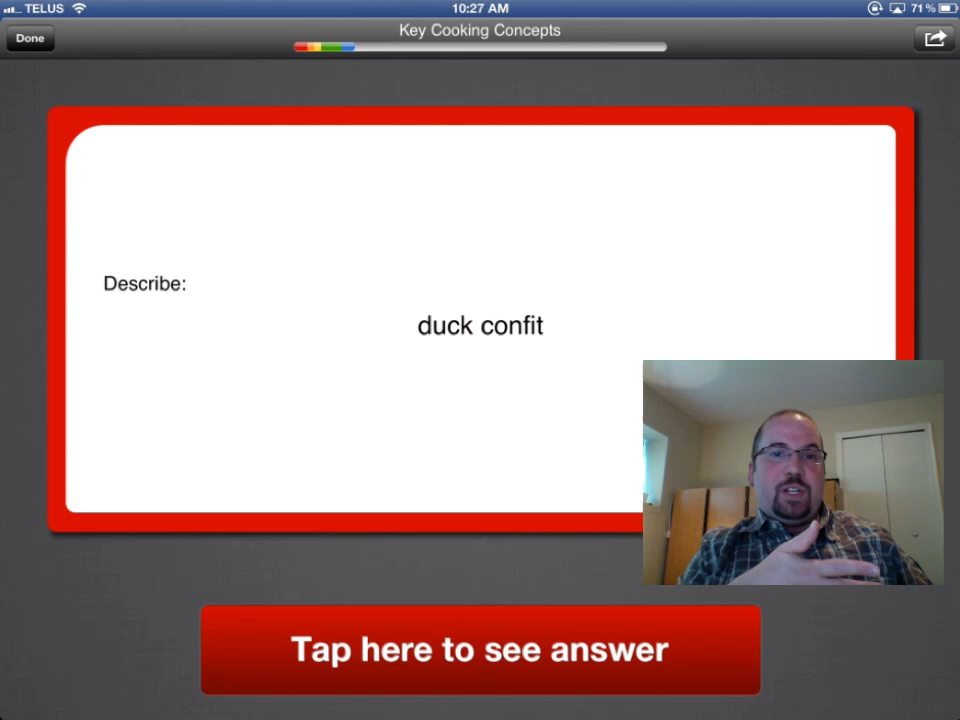 TELUS
10:27 AM
71%
Done
Key Cooking Concepts
Describe:
duck confit
Tap here to see answer